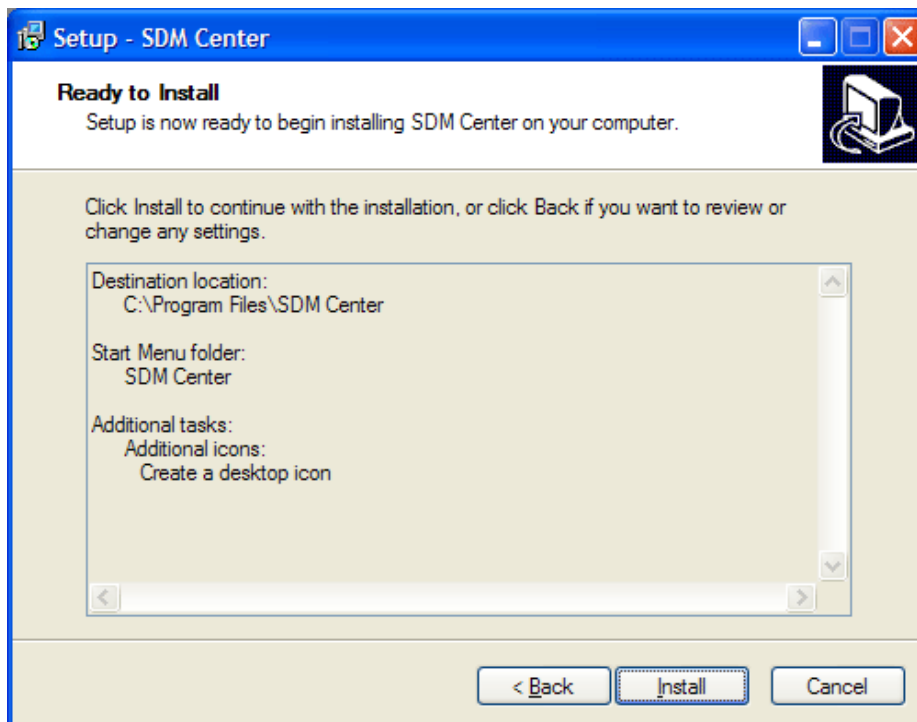 Setup - SDM Center
Ready to Install
Setup is now ready to begin installing SDM Center on your computer.
Click Install to continue with the installation, or click Back if you want to review or
change any settings.
Destination location:
C:\Program Files\SDM Center
Start Menu folder:
SDM Center
Additional tasks:
Additional icons:
Create a desktop icon
< Back
Install
Cancel